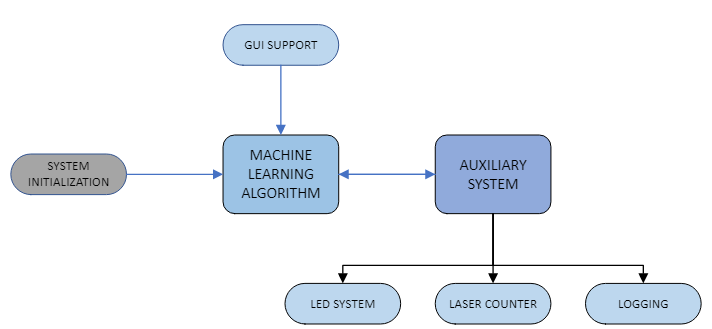 GUI SUPPORT
SYSTEM
INITIALIZATION
MACHINE
LEARNING
ALGORITHM
AUXILIARY
SYSTEM
LED SYSTEM
LASER COUNTER
LOGGING